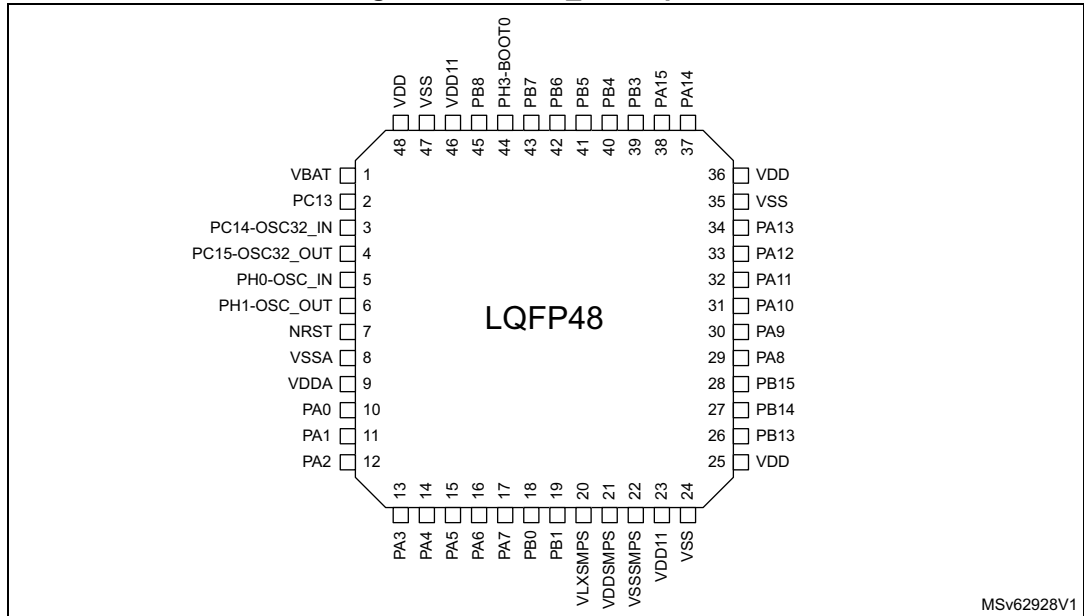 VDD
VSS
VDD11
PB8
PH3-BOOT0
PB7
PB6
PB5
PB4
PB3
PA15
PA14
48
47
46
45
44
43
42
41
40
39
38
37
VBAT 1
PC13 2
PC14-OSC32_IN 3
PC15-OSC32_OUT 4
PH0-OSC_IN 5
PH1-OSC_OUT 6
NRST 7
VSSA 8
VDDA 9
PA0 10
PA1 11
PA2 12
LQFP48
36 VDD
35 VSS
34 PA13
33 PA12
32 PA11
31 PA10
30 PA9
29 PA8
28 PB15
27 PB14
26 PB13
25 VDD
13
14
15
16
17
18
19
20
21
22
23
24
PA3
PA4
PA5
PA6
PA7
PB0
PB1
VLXSMPS
VDDSMPS
VSSSMPS
VDD11
VSS
MSv62928V1